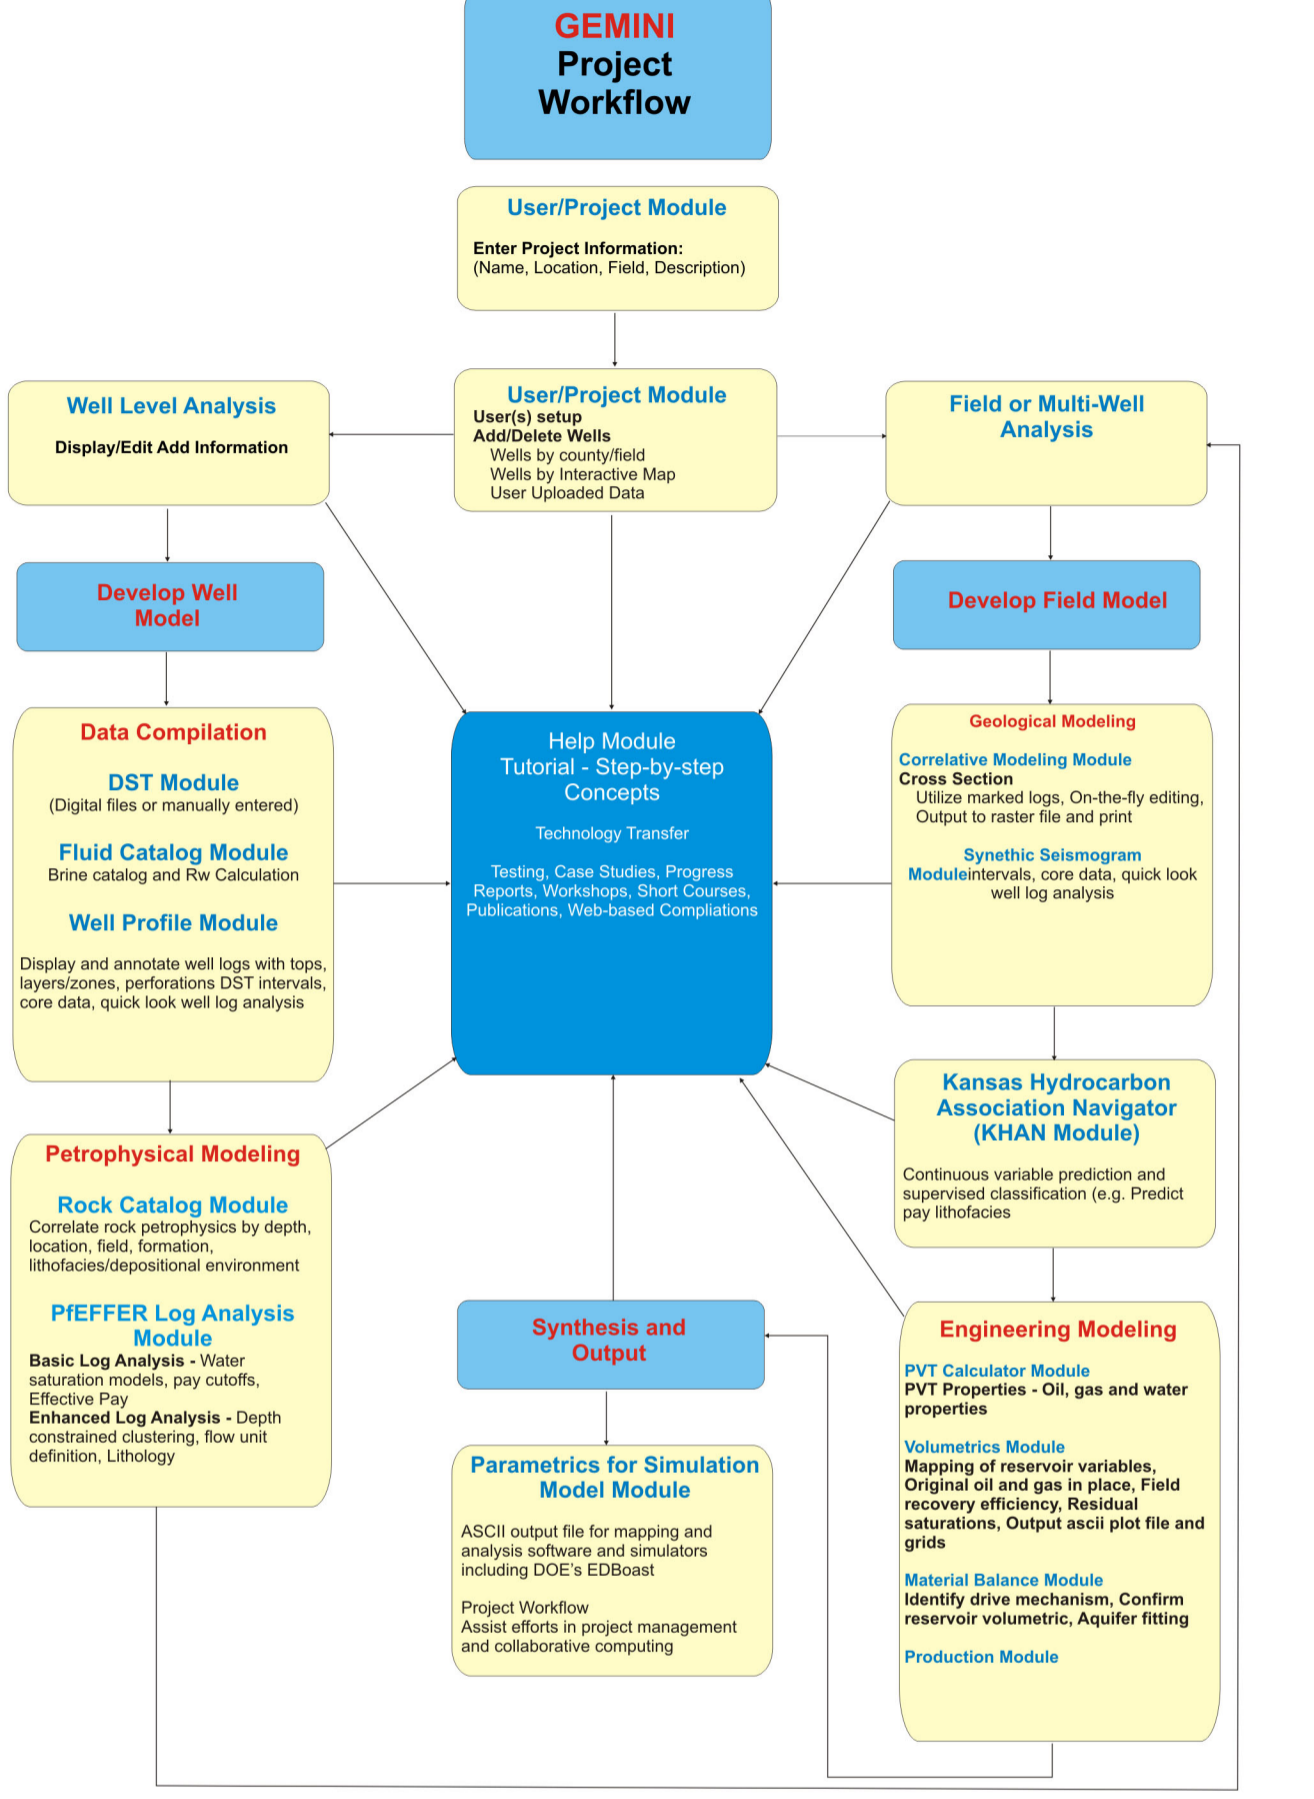 GEMINI
Project
Workflow
User/Project Module
Enter Project Information:
(Name, Location, Field, Description)
Well Level Analysis
Display/Edit Add Information
User/Project Module
User(s) setup
Add/Delete Wells
Wells by county/field
Wells by Interactive Map
User Uploaded Data
Field or Multi-Well
Analysis
Develop Well
Model
Develop Field Model
Data Compilation
DST Module
(Digital files or manually entered)
Fluid Catalog Module
Brine catalog and Rw Calculation
Well Profile Module
Display and annotate well logs with tops,
layers/zones, perforations DST intervals,
core data, quick look well log analysis
Help Module
Tutorial - Step-by-step
Concepts
Technology Transfer
Testing, Case Studies, Progress
Reports, Workshops, Short Courses,
Publications, Web-based Compliations
Geological Modeling
Correlative Modeling Module
Cross Section
Utilize marked logs, On-the-fly editing,
Output to raster file and print
Synethic Seismogram
Moduleintervals, core data, quick look
well log analysis
Kansas Hydrocarbon
Association Navigator
(KHAN Module)
Continuous variable prediction and
supervised classification (e.g. Predict
pay lithofacies
Petrophysical Modeling
Rock Catalog Module
Correlate rock petrophysics by depth,
location, field, formation,
lithofacies/depositional environment
PfEFFER Log Analysis
Module
Basic Log Analysis - Water
saturation models, pay cutoffs,
Effective Pay
Enhanced Log Analysis - Depth
constrained clustering, flow unit
definition, Lithology
Synthesis and
Output
Parametrics for Simulation
Model Module
ASCII output file for mapping and
analysis software and simulators
including DOE's EDBoast
Project Workflow
Assist efforts in project management
and collaborative computing
Engineering Modeling
PVT Calculator Module
PVT Properties - Oil, gas and water
properties
Volumetrics Module
Mapping of reservoir variables,
Original oil and gas in place, Field
recovery efficiency, Residual
saturations, Output ascii plot file and
grids
Material Balance Module
Identify drive mechanism, Confirm
reservoir volumetric, Aquifer fitting
Production Module